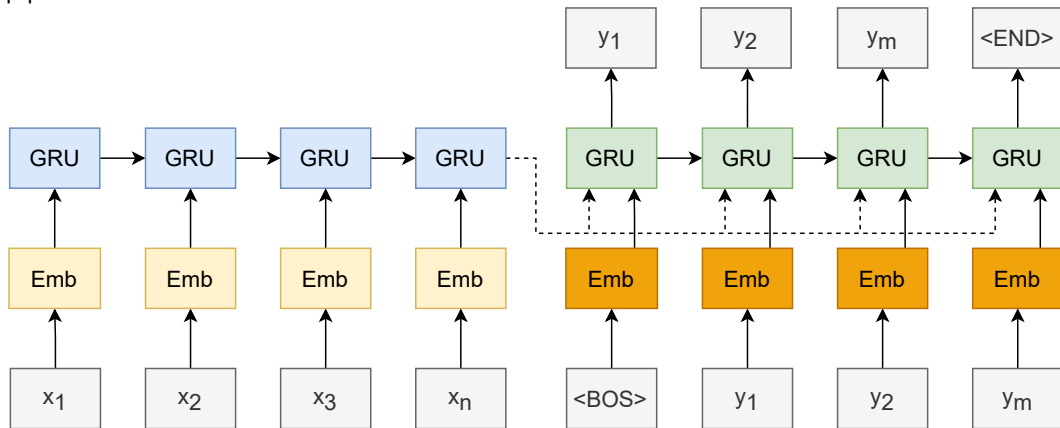 y1 y2 ym <END>
GRU GRU GRU GRU GRU GRU GRU GRU
Emb Emb Emb Emb Emb Emb Emb Emb
x1 x2 x3 xn <BOS> y1 y2 ym